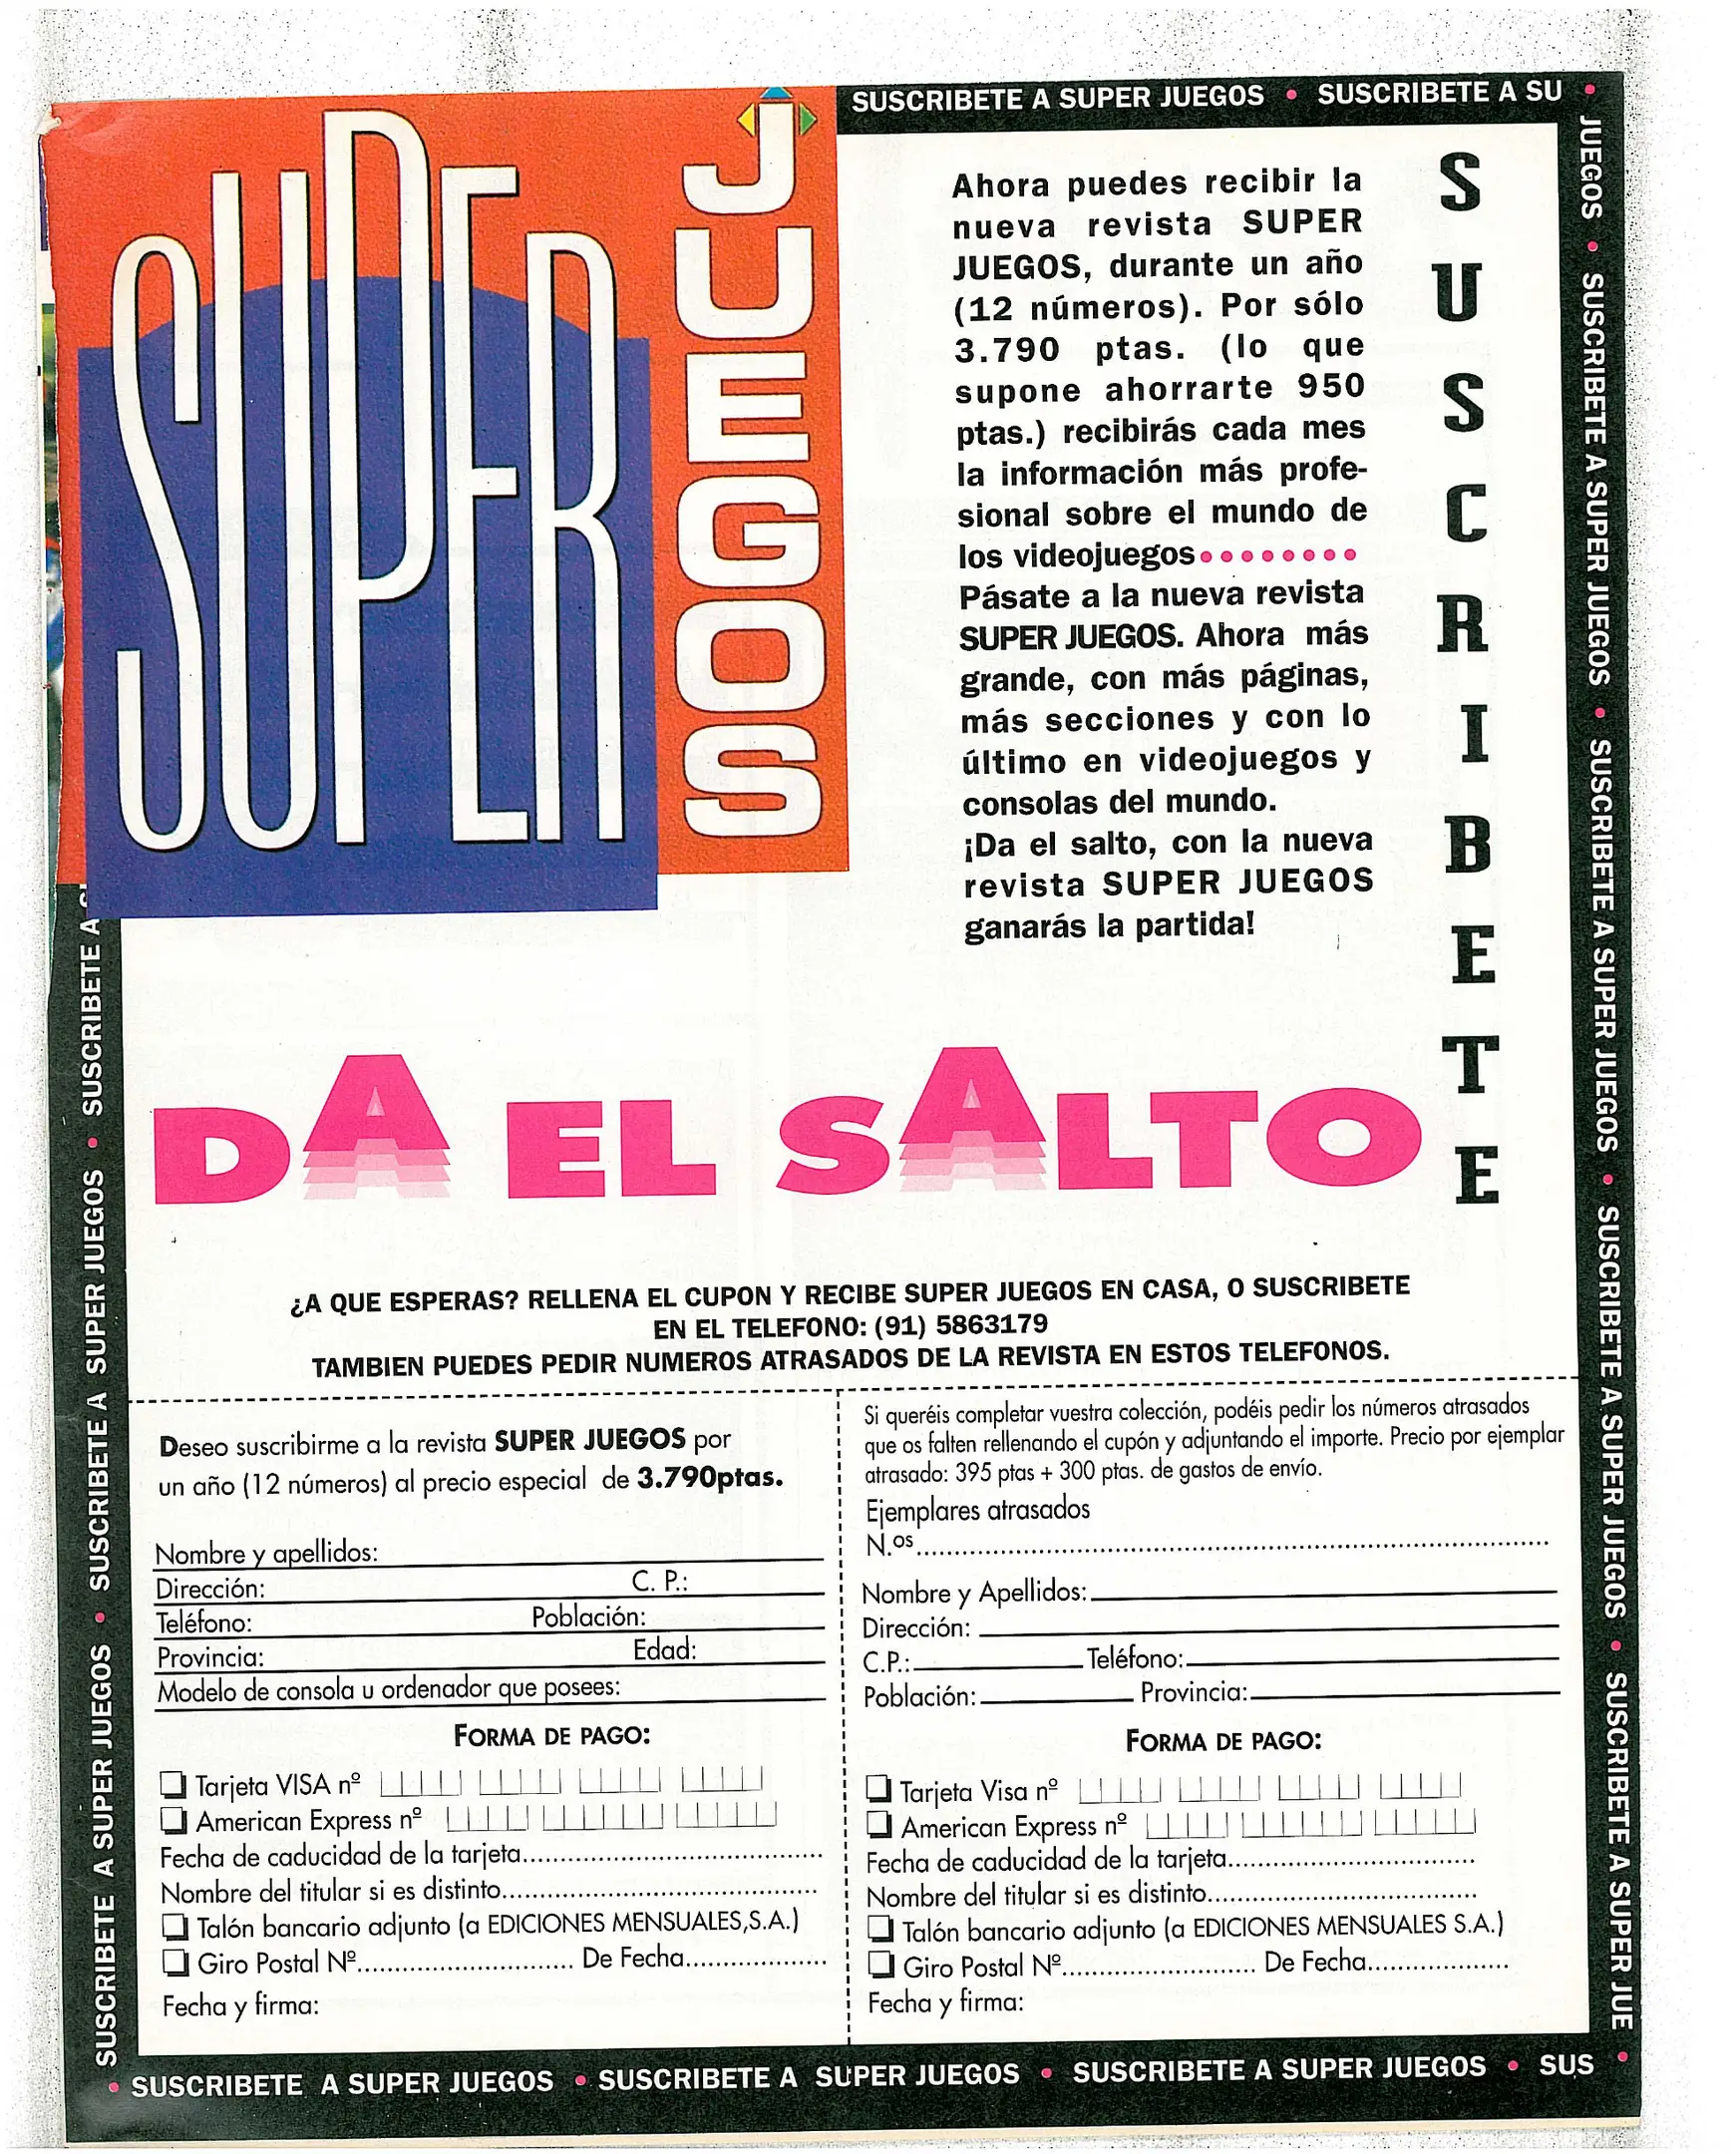 SUSCRIBETE A SUPER JUEGOS • SUSCRIBETE A SU •
JUEGOS • SUSCRIBETE A SUPER JUEGOS • SUSCRIBETE A SUPER JUEGOS • SUSCRIBETE A SUPER JUEGOS • SUSCRIBETE A SUPER JUE
SUPER
JUEGOS
Ahora puedes recibir la
nueva revista SUPER
JUEGOS, durante un año
(12 números). Por sólo
3.790 ptas. (lo que
supone ahorrarte 950
ptas.) recibirás cada mes
la información más profe-
sional sobre el mundo de
los videojuegos••••••••
Pásate a la nueva revista
SUPER JUEGOS. Ahora más
grande, con más páginas,
más secciones y con lo
último en videojuegos y
consolas del mundo.
¡Da el salto, con la nueva
revista SUPER JUEGOS
ganarás la partida!
SUSCRIBETE
DA EL SALTO
¿A QUE ESPERAS? RELLENA EL CUPON Y RECIBE SUPER JUEGOS EN CASA, O SUSCRIBETE
EN EL TELEFONO: (91) 5863179
TAMBIEN PUEDES PEDIR NUMEROS ATRASADOS DE LA REVISTA EN ESTOS TELEFONOS.
Deseo suscribirme a la revista SUPER JUEGOS por
un año (12 números) al precio especial de 3.790ptas.
Nombre y apellidos:
Dirección: C. P.:
Teléfono: Población:
Provincia: Edad:
Modelo de consola u ordenador que posees:
FORMA DE PAGO:
Tarjeta VISA nº
American Express nº
Fecha de caducidad de la tarjeta
Nombre del titular si es distinto
Talón bancario adjunto (a EDICIONES MENSUALES,S.A.)
Giro Postal Nº De Fecha
Fecha y firma:
Si queréis completar vuestra colección, podéis pedir los números atrasados
que os falten rellenando el cupón y adjuntando el importe. Precio por ejemplar
atrasado: 395 ptas + 300 ptas. de gastos de envío.
Ejemplares atrasados
N.os
Nombre y Apellidos:
Dirección:
C.P.: Teléfono:
Población: Provincia:
FORMA DE PAGO:
Tarjeta Visa nº
American Express nº
Fecha de caducidad de la tarjeta
Nombre del titular si es distinto
Talón bancario adjunto (a EDICIONES MENSUALES S.A.)
Giro Postal Nº De Fecha
Fecha y firma:
SUSCRIBETE A SUPER JUEGOS • SUSCRIBETE A SUPER JUEGOS • SUSCRIBETE A
• SUSCRIBETE A SUPER JUEGOS • SUSCRIBETE A SUPER JUEGOS • SUSCRIBETE A SUPER JUEGOS • SUS •